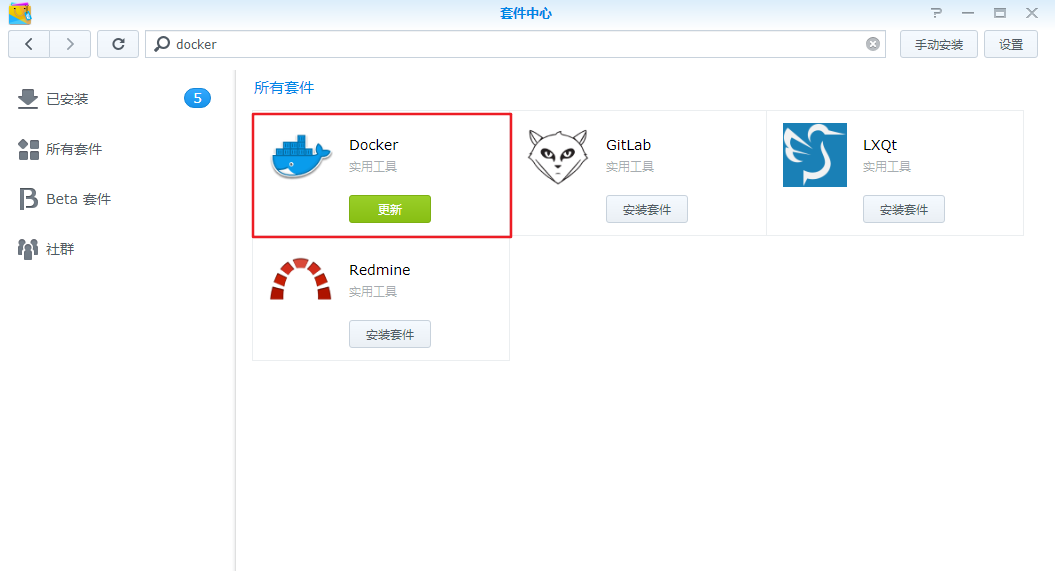 套件中心
docker
手动安装
设置
已安装
5
所有套件
Beta 套件
社群
所有套件
Docker
实用工具
更新
GitLab
实用工具
安装套件
LXQt
实用工具
安装套件
Redmine
实用工具
安装套件